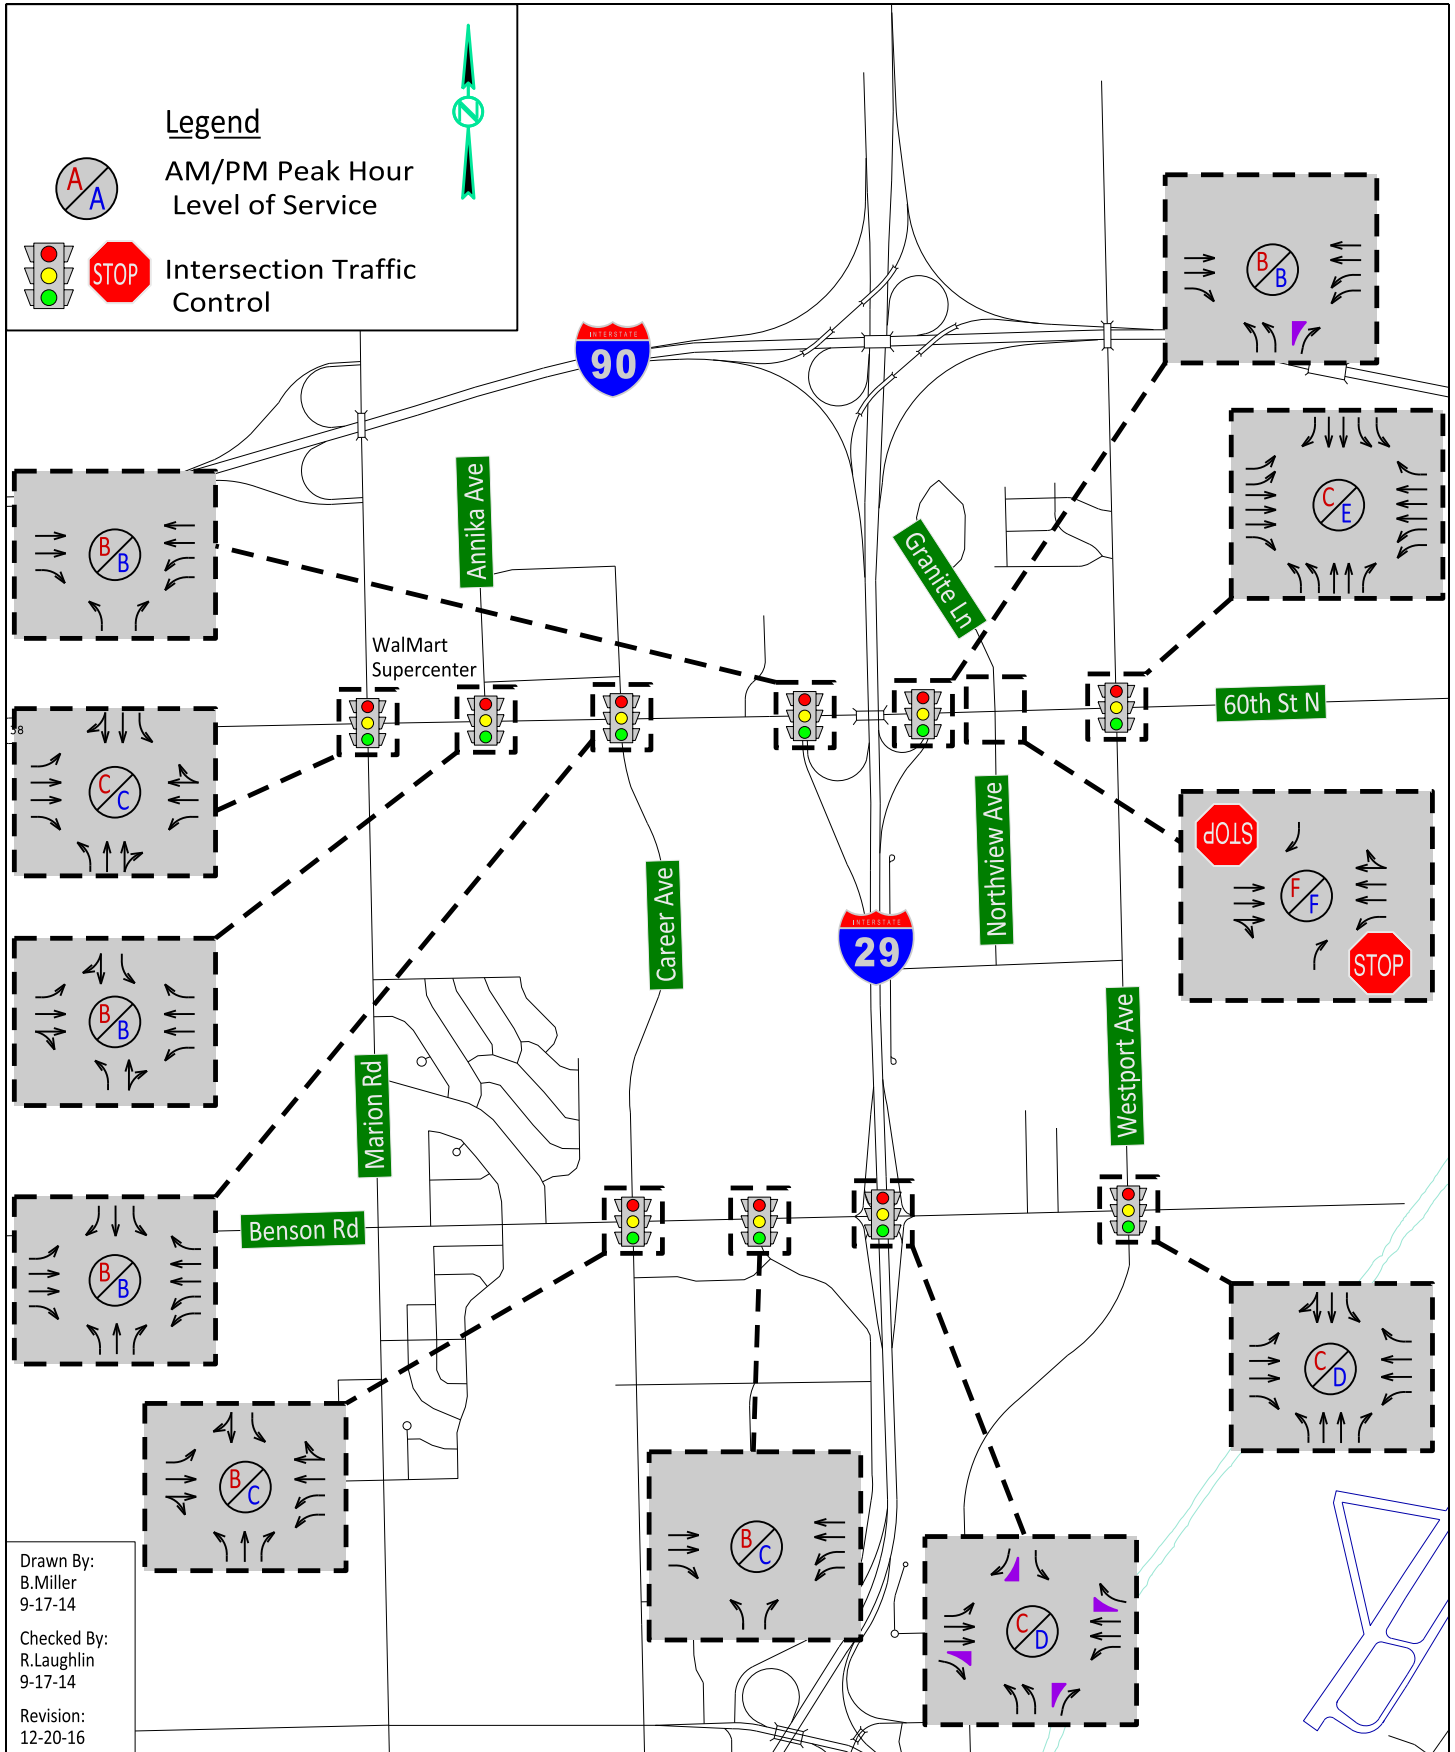 Legend
A
A
AM/PM Peak Hour
Level of Service
STOP
Intersection Traffic
Control
N
INTERSTATE
90
B
B
C
E
B
B
Annika Ave
Granite Ln
WalMart
Supercenter
60th St N
38
C
C
STOP
F
F
STOP
Northview Ave
Career Ave
INTERSTATE
29
B
B
Westport Ave
Marion Rd
Benson Rd
B
B
C
D
B
C
B
C
C
D
Drawn By:
B.Miller
9-17-14
Checked By:
R.Laughlin
9-17-14
Revision:
12-20-16